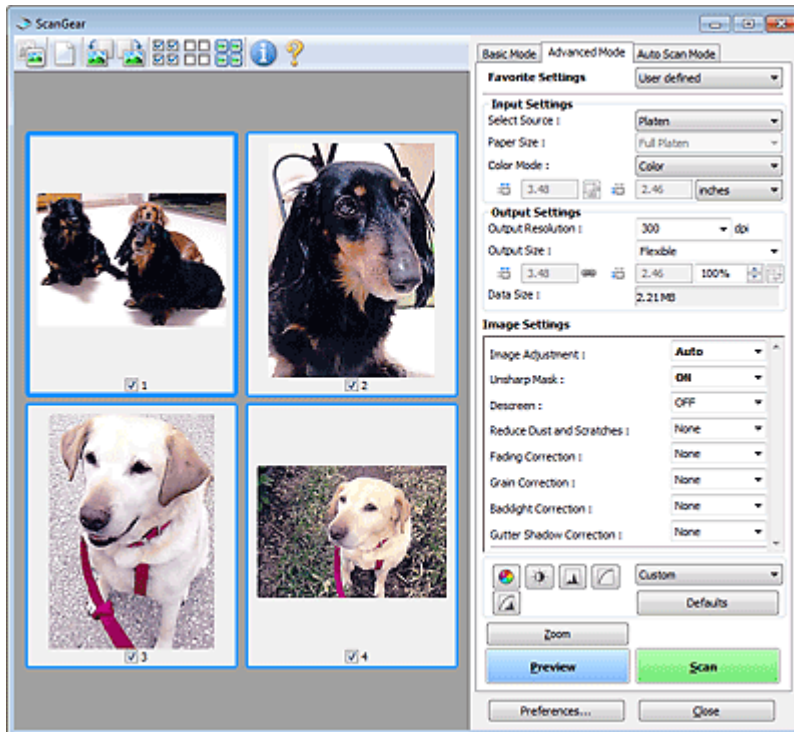 ScanGear
Basic Mode Advanced Mode Auto Scan Mode
Favorite Settings User defined
Input Settings
Select Source : Platen
Paper Size : Full Platen
Color Mode : Color
3.48 2.46 inches
Output Settings
Output Resolution : 300 dpi
Output Size : Flexible
3.48 2.46 100%
Data Size : 2.21MB
Image Settings
Image Adjustment : Auto
Unsharp Mask : ON
Descreen : OFF
Reduce Dust and Scratches : None
Fading Correction : None
Grain Correction : None
Backlight Correction : None
Gutter Shadow Correction : None
Custom
Defaults
Zoom
Preview Scan
Preferences... Close
1 2
3 4